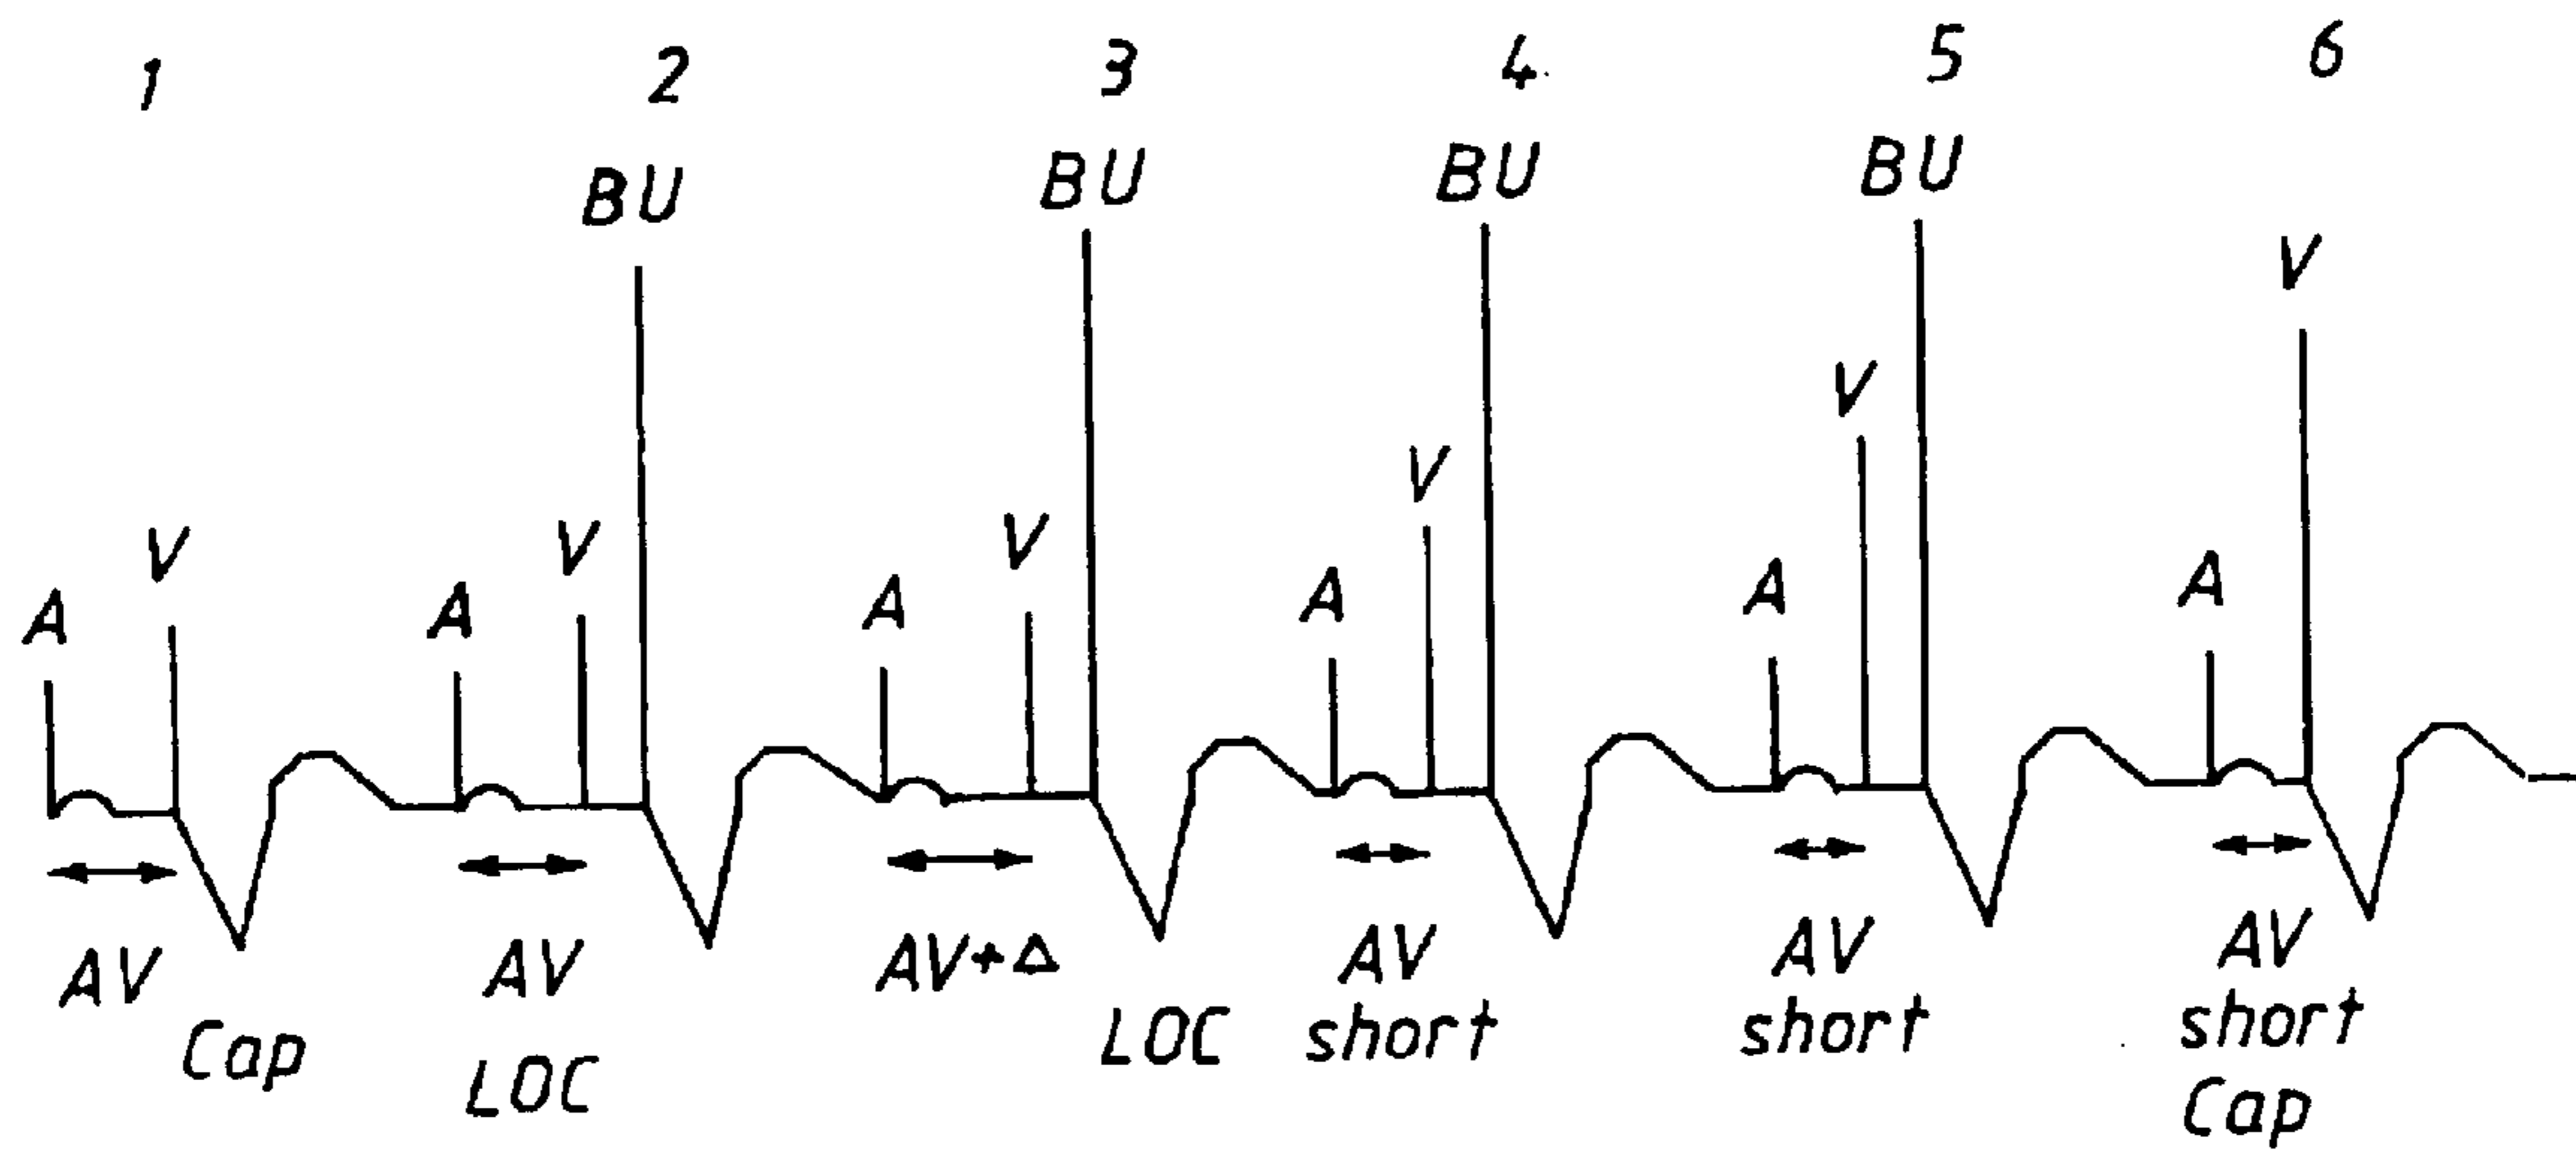 1 2 3 4 5 6
BU BU BU BU
V
V
V
V V V
A A A A A A
AV AV AV+Δ AV AV AV
Cap LOC LOC short short short
Cap